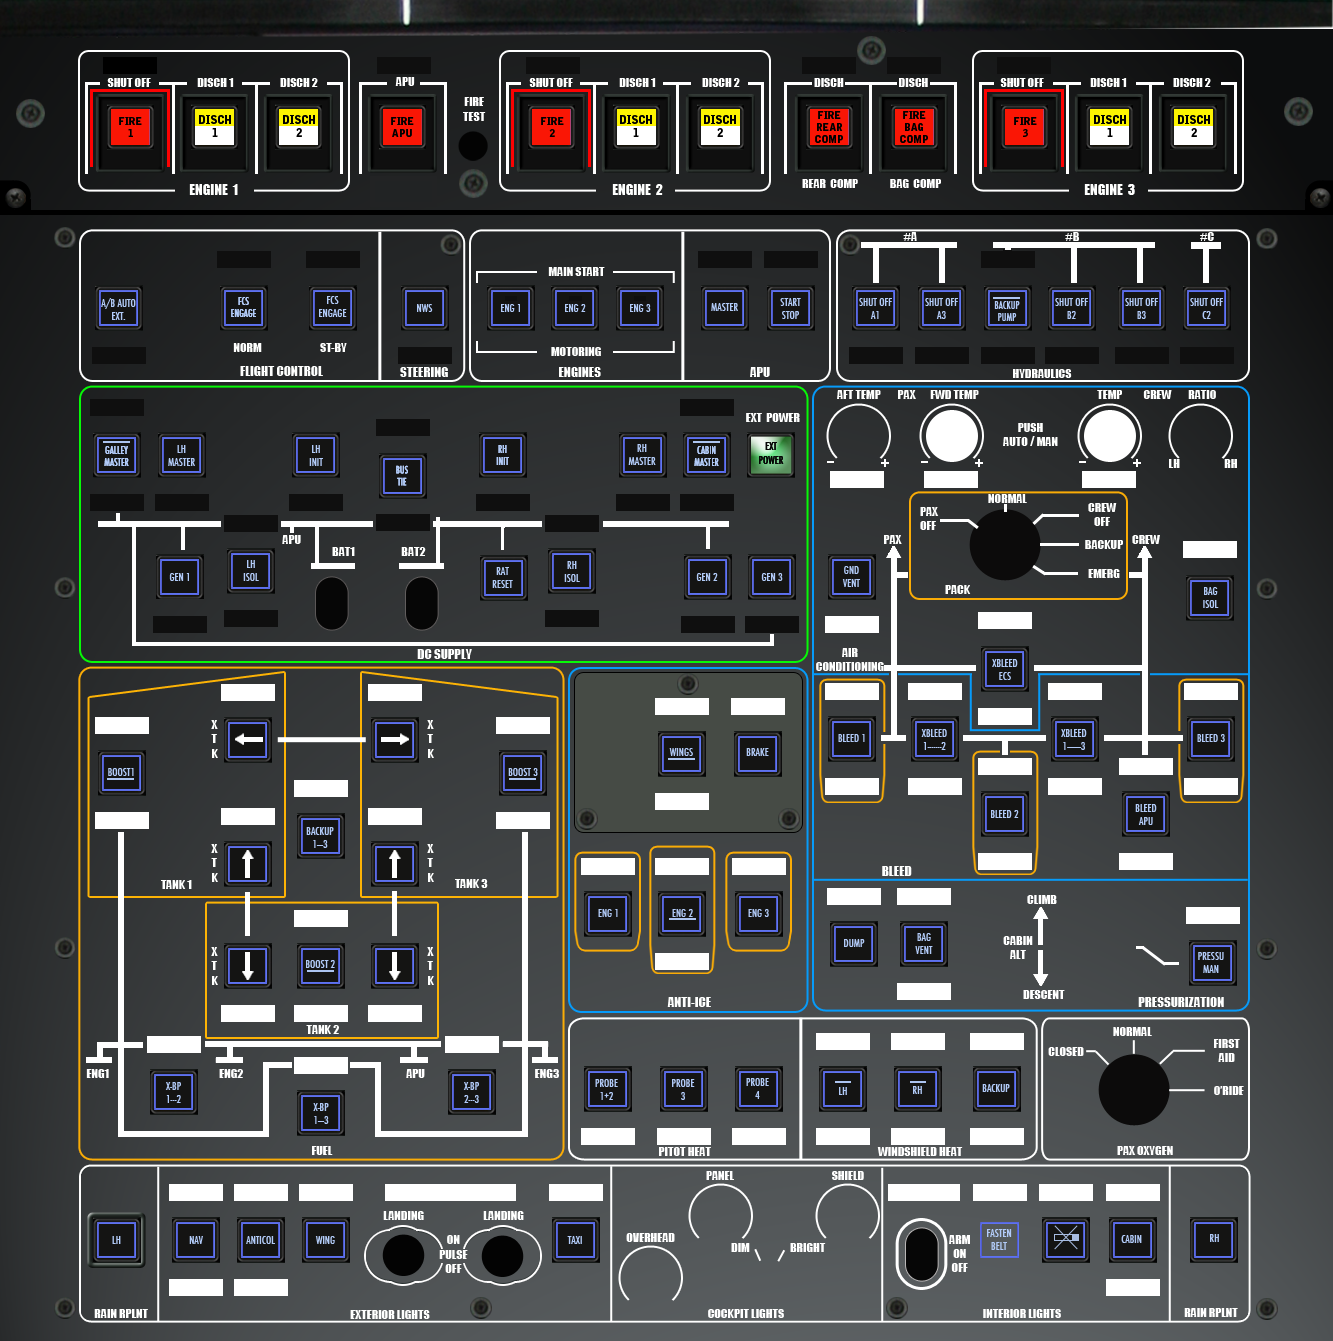 SHUT OFF DISCH 1 DISCH 2
APU
SHUT OFF DISCH 1 DISCH 2
DISCH DISCH
SHUT OFF DISCH 1 DISCH 2
FIRE
1
DISCH
1
DISCH
2
FIRE
APU
FIRE
TEST
FIRE
2
DISCH
1
DISCH
2
FIRE
REAR
COMP
FIRE
BAG
COMP
FIRE
3
DISCH
1
DISCH
2
ENGINE 1
ENGINE 2
REAR COMP
BAG COMP
ENGINE 3
A/B AUTO
EXT.
FCS
ENGAGE
NORM
FCS
ENGAGE
ST-BY
FLIGHT CONTROL
NWS
STEERING
MAIN START
ENG 1
ENG 2
ENG 3
MOTORING
ENGINES
MASTER
START
STOP
APU
#A
#B
#C
SHUT OFF
A1
SHUT OFF
A3
BACKUP
PUMP
SHUT OFF
B2
SHUT OFF
B3
SHUT OFF
C2
HYDRAULICS
GALLEY
MASTER
LH
MASTER
LH
INIT
BUS
TIE
RH
INIT
RH
MASTER
CABIN
MASTER
EXT POWER
EXT
POWER
APU
BAT1
BAT2
GEN 1
LH
ISOL
RAT
RESET
RH
ISOL
GEN 2
GEN 3
DC SUPPLY
AFT TEMP
PAX
FWD TEMP
TEMP
CREW
RATIO
PUSH
AUTO / MAN
- +
- +
- +
LH
RH
NORMAL
PAX
OFF
CREW
OFF
BACKUP
EMERG
PACK
PAX
CREW
GND
VENT
BAG
ISOL
AIR
CONDITIONING
XBLEED
ECS
BLEED 1
XBLEED
1------2
XBLEED
1-----3
BLEED 3
BLEED 2
BLEED
APU
BLEED
X
T
K
X
T
K
BOOST1
BOOST 3
BACKUP
1--3
X
T
K
X
T
K
TANK 1
TANK 3
X
T
K
BOOST 2
X
T
K
TANK 2
ENG1
ENG2
APU
ENG3
X-BP
1--2
X-BP
1--3
X-BP
2--3
FUEL
WINGS
BRAKE
ENG 1
ENG 2
ENG 3
ANTI-ICE
DUMP
BAG
VENT
CLIMB
CABIN
ALT
DESCENT
PRESSU
MAN
PRESSURIZATION
PROBE
1+2
PROBE
3
PROBE
4
PITOT HEAT
LH
RH
BACKUP
WINDSHIELD HEAT
NORMAL
CLOSED
FIRST
AID
O'RIDE
PAX OXYGEN
LH
RAIN RPLNT
NAV
ANTICOL
WING
LANDING
LANDING
ON
PULSE
OFF
TAXI
EXTERIOR LIGHTS
PANEL
SHIELD
OVERHEAD
DIM
BRIGHT
COCKPIT LIGHTS
ARM
ON
OFF
FASTEN
BELT
CABIN
INTERIOR LIGHTS
RH
RAIN RPLNT